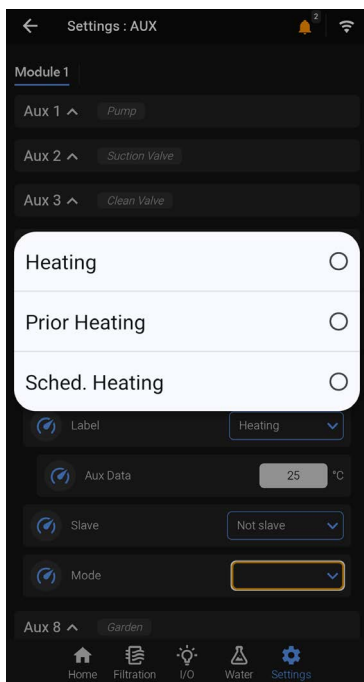 Settings : AUX
2
Module 1
Aux 1 Pump
Aux 2 Suction Valve
Aux 3 Clean Valve
Heating
Prior Heating
Sched. Heating
Label Heating
Aux Data 25 °C
Slave Not slave
Mode
Aux 8 Garden
Home Filtration I/O Water Settings